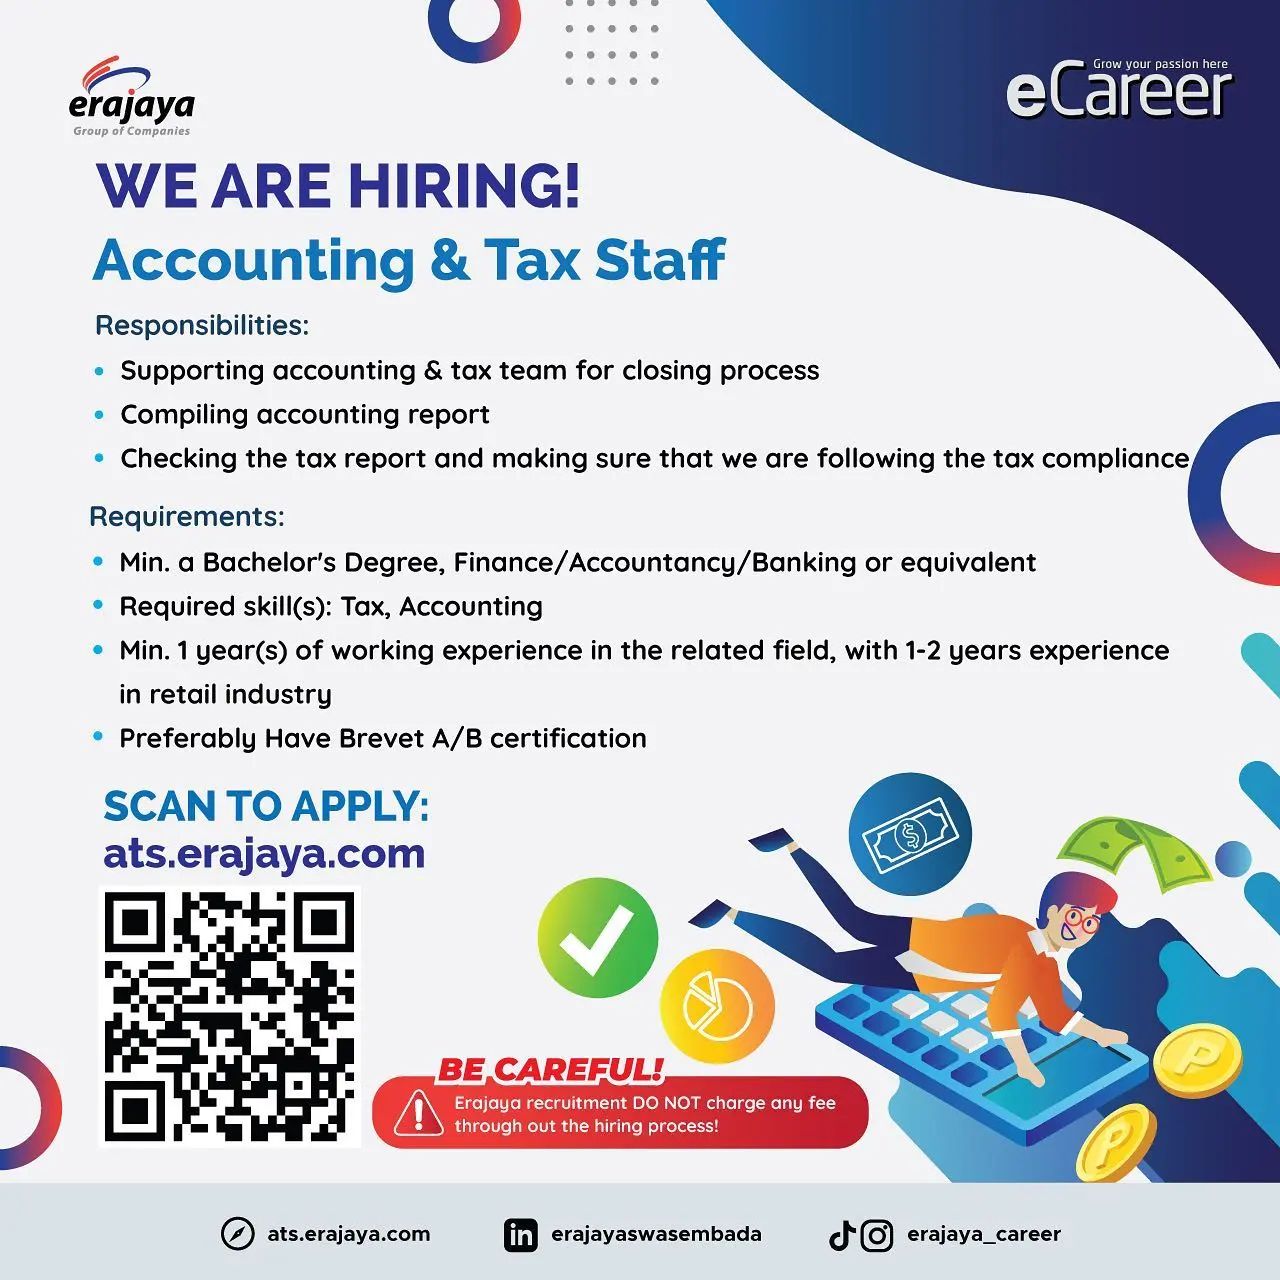 erajaya
Group of Companies
Grow your passion here
eCareer
WE ARE HIRING!
Accounting & Tax Staff
Responsibilities:
• Supporting accounting & tax team for closing process
• Compiling accounting report
• Checking the tax report and making sure that we are following the tax compliance
Requirements:
• Min. a Bachelor's Degree, Finance/Accountancy/Banking or equivalent
• Required skill(s): Tax, Accounting
• Min. 1 year(s) of working experience in the related field, with 1-2 years experience
in retail industry
• Preferably Have Brevet A/B certification
SCAN TO APPLY:
ats.erajaya.com
BE CAREFUL!
Erajaya recruitment DO NOT charge any fee
through out the hiring process!
$
P
P
ats.erajaya.com
in
erajayaswasembada
erajaya_career